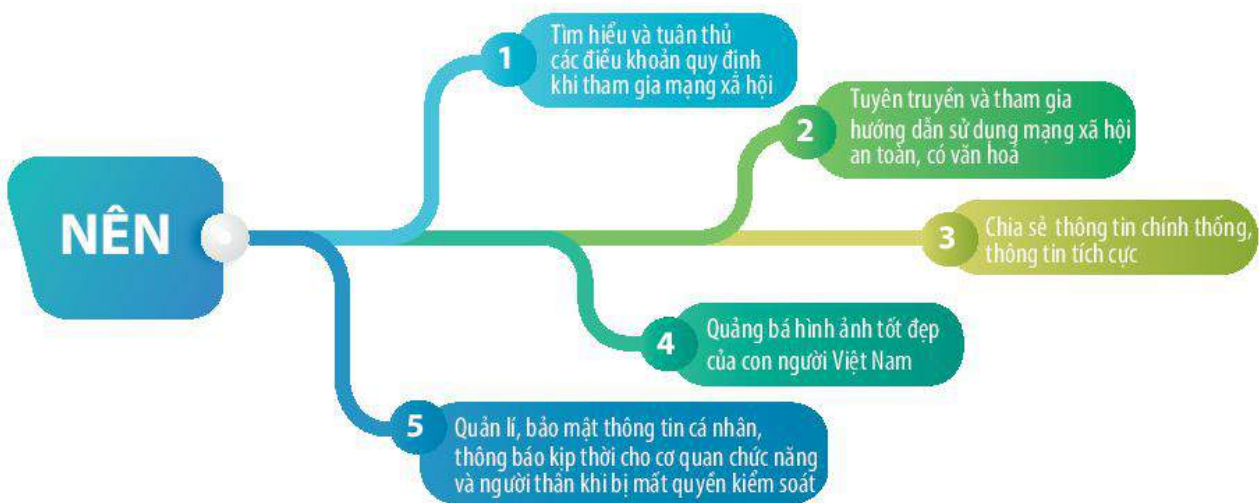 NÊN
1
Tìm hiểu và tuân thủ
các điều khoản quy định
khi tham gia mạng xã hội
2
Tuyên truyền và tham gia
hướng dẫn sử dụng mạng xã hội
an toàn, có văn hoá
3
Chia sẻ thông tin chính thống,
thông tin tích cực
4
Quảng bá hình ảnh tốt đẹp
của con người Việt Nam
5
Quản lí, bảo mật thông tin cá nhân,
thông báo kịp thời cho cơ quan chức năng
và người thân khi bị mất quyền kiểm soát